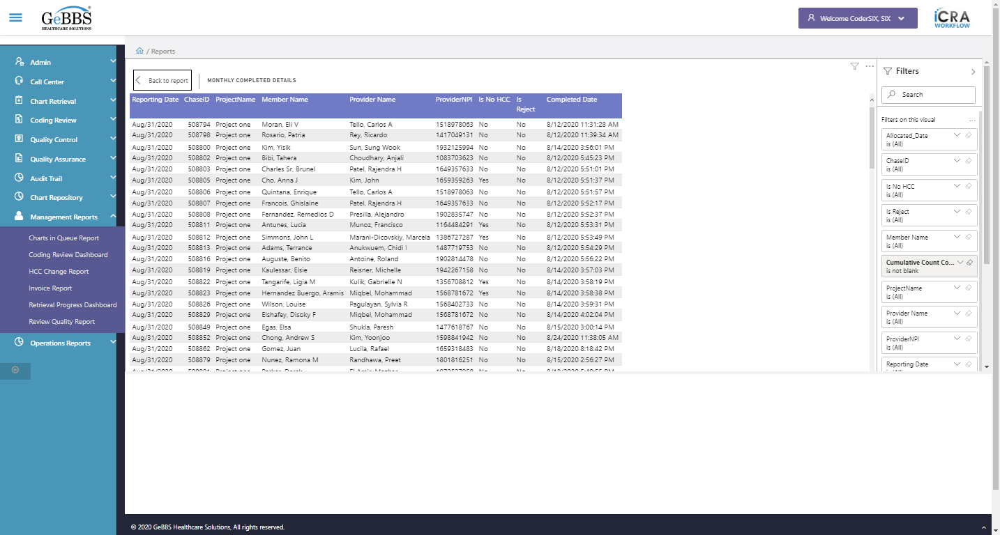 GeBBS
HEALTHCARE SOLUTIONS
Welcome CoderSIX, SIX
iCRA
WORKFLOW
/ Reports
Admin
Call Center
Chart Retrieval
Coding Review
Quality Control
Quality Assurance
Audit Trail
Chart Repository
Management Reports
Charts in Queue Report
Coding Review Dashboard
HCC Change Report
Invoice Report
Retrieval Progress Dashboard
Review Quality Report
Operations Reports
Back to report
MONTHLY COMPLETED DETAILS
Reporting Date ChaseID ProjectName Member Name Provider Name ProviderNPI Is No HCC Is Reject Completed Date
Aug/31/2020 508794 Project one Moran, Eli V Tello, Carlos A 1518978063 No No 8/12/2020 11:31:28 AM
Aug/31/2020 508798 Project one Rosario, Patria Rey, Ricardo 1417049131 No No 8/12/2020 11:39:34 AM
Aug/31/2020 508800 Project one Kim, Yisik Sun, Sung Wook 1932125994 No No 8/14/2020 3:56:01 PM
Aug/31/2020 508802 Project one Bibi, Tahera Choudhary, Anjali 1083703623 No No 8/12/2020 5:45:23 PM
Aug/31/2020 508803 Project one Charles Sr, Brunel Patel, Rajendra H 1649357633 No No 8/12/2020 5:51:01 PM
Aug/31/2020 508805 Project one Cho, Anna J Kim, John 1659359263 Yes No 8/12/2020 5:51:37 PM
Aug/31/2020 508806 Project one Quintana, Enrique Tello, Carlos A 1518978063 No No 8/12/2020 5:51:57 PM
Aug/31/2020 508807 Project one Francois, Ghislaine Patel, Rajendra H 1649357633 No No 8/12/2020 5:52:17 PM
Aug/31/2020 508808 Project one Fernandez, Remedios D Presilla, Alejandro 1902835747 No No 8/12/2020 5:52:37 PM
Aug/31/2020 508811 Project one Antunes, Lucia Munoz, Francisco 1164484291 Yes No 8/12/2020 5:53:31 PM
Aug/31/2020 508812 Project one Simmons, John L Marani-Dicovskiy, Marcela 1386727287 Yes No 8/12/2020 5:53:49 PM
Aug/31/2020 508813 Project one Adams, Terrance Anukwuem, Chidi I 1487719753 No No 8/12/2020 5:54:29 PM
Aug/31/2020 508816 Project one Auguste, Benito Antoine, Roland 1902814478 No No 8/12/2020 5:56:22 PM
Aug/31/2020 508819 Project one Kaulessar, Elsie Reisner, Michelle 1942267158 No No 8/14/2020 3:57:03 PM
Aug/31/2020 508822 Project one Tangarife, Ligia M Kulik, Gabrielle N 1356708812 Yes No 8/14/2020 3:58:19 PM
Aug/31/2020 508823 Project one Hernandez Buergo, Aramis Miqbel, Mohammad 1568781672 Yes No 8/14/2020 3:58:38 PM
Aug/31/2020 508826 Project one Wilson, Louise Pagulayan, Sylvia R 1568402733 No No 8/14/2020 3:59:31 PM
Aug/31/2020 508829 Project one Elshafey, Disoky F Miqbel, Mohammad 1568781672 No No 8/14/2020 4:02:04 PM
Aug/31/2020 508849 Project one Egas, Elsa Shukla, Paresh 1477618767 No No 8/15/2020 3:00:14 PM
Aug/31/2020 508852 Project one Chong, Andrew S Kim, Yoonjoo 1598841942 No No 8/24/2020 11:38:05 AM
Aug/31/2020 508862 Project one Gomez, Juan Lucila, Rafael 1659318483 No No 8/18/2020 8:18:42 PM
Aug/31/2020 508879 Project one Nunez, Ramona M Randhawa, Preet 1801816251 No No 8/15/2020 2:56:27 PM
Filters
Search
Filters on this visual
Allocated_Date
is (All)
ChaseID
is (All)
Is No HCC
is (All)
Is Reject
is (All)
Member Name
is (All)
Cumulative Count Co...
is not blank
ProjectName
is (All)
Provider Name
is (All)
ProviderNPI
is (All)
Reporting Date
© 2020 GeBBS Healthcare Solutions, All rights reserved.